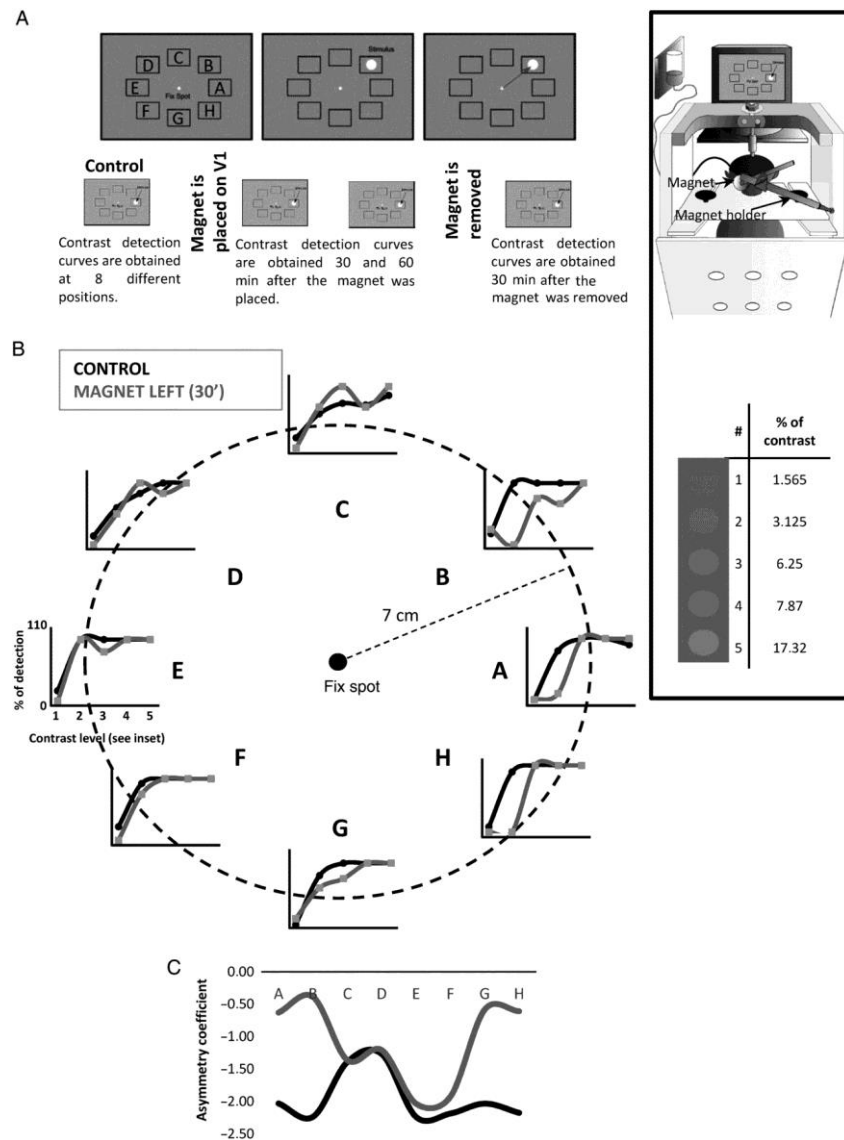 A
C
D
B
E
A
Fix Spot
F
H
G
Stimulus
Control
Magnet is
placed on V1
Magnet is
removed
Contrast detection
curves are obtained
at 8 different
positions.
Contrast detection curves
are obtained 30 and 60
min after the magnet was
placed.
Contrast detection
curves are obtained
30 min after the
magnet was removed
Magnet
Magnet holder
#
% of
contrast
1 1.565
2 3.125
3 6.25
4 7.87
5 17.32
B
CONTROL
MAGNET LEFT (30')
C
D
B
7 cm
E
A
Fix spot
110
% of detection
0
1 2 3 4 5
Contrast level (see inset)
F
H
G
C
0.00
A B C D E F G H
−0.50
−1.00
−1.50
−2.00
−2.50
Asymmetry coefficient